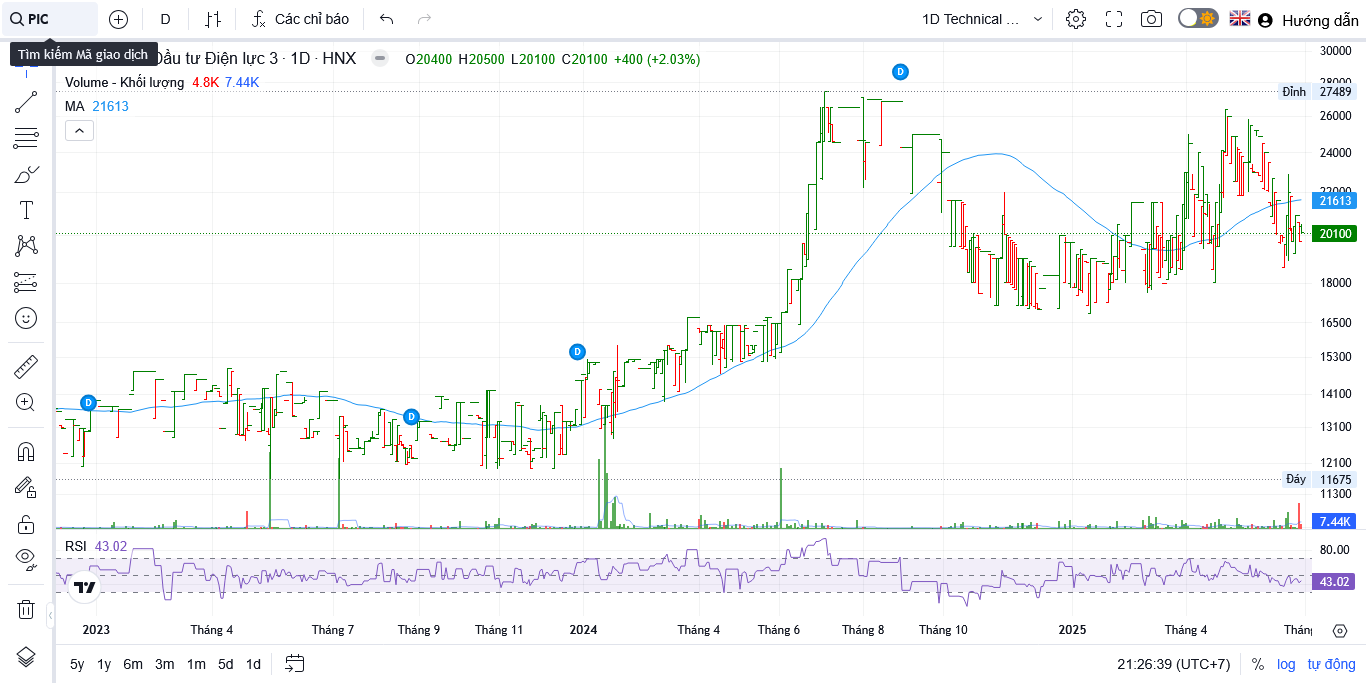 PIC D Các chỉ báo 1D Technical ... Hướng dẫn
Tìm kiếm Mã giao dịch
Đầu tư Điện lực 3 · 1D · HNX O20400 H20500 L20100 C20100 +400 (+2.03%)
Volume - Khối lượng 4.8K 7.44K
MA 21613
30000
28000
Đỉnh 27489
26000
24000
22000
21613
20100
18000
16500
15300
14100
13100
12100
Đáy 11675
11300
7.44K
D
D
D
D
RSI 43.02
80.00
43.02
2023 Tháng 4 Tháng 7 Tháng 9 Tháng 11 2024 Tháng 4 Tháng 6 Tháng 8 Tháng 10 2025 Tháng 4 Tháng
5y 1y 6m 3m 1m 5d 1d 21:26:39 (UTC+7) % log tự động